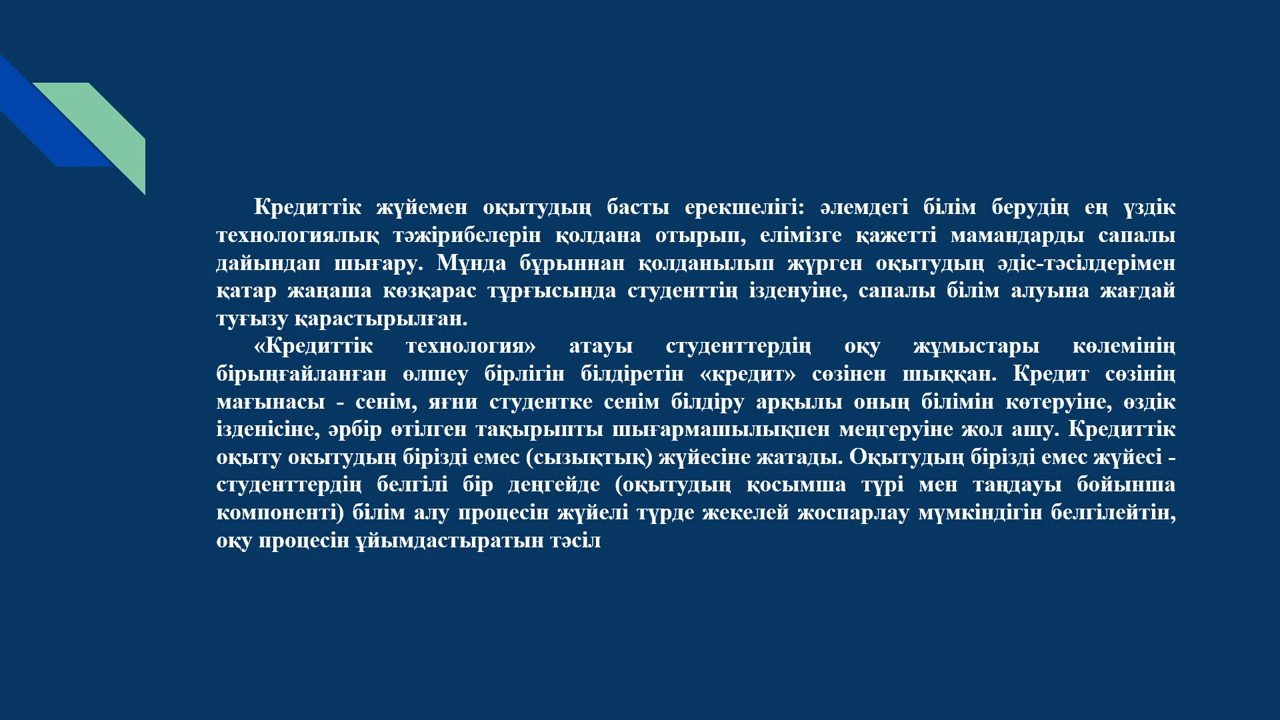 Кредиттік жүйемен оқытудың басты ерекшелігі: әлемдегі білім берудің ең үздік
технологиялық тәжірибелерін қолдана отырып, елімізге қажетті мамандарды сапалы
дайындап шығару. Мұнда бұрыннан қолданылып жүрген оқытудың әдіс-тәсілдерімен
қатар жаңаша көзқарас тұрғысында студенттің ізденуіне, сапалы білім алуына жағдай
туғызу қарастырылған.
«Кредиттік технология» атауы студенттердің оқу жұмыстары көлемінің
бірыңғайланған өлшеу бірлігін білдіретін «кредит» сөзінен шыққан. Кредит сөзінің
мағынасы - сенім, яғни студентке сенім білдіру арқылы оның білімін көтеруіне, өздік
ізденісіне, әрбір өтілген тақырыпты шығармашылықпен меңгеруіне жол ашу. Кредиттік
оқыту окытудың бірізді емес (сызықтық) жүйесіне жатады. Оқытудың бірізді емес жүйесі -
студенттердің белгілі бір деңгейде (оқытудың қосымша түрі мен таңдауы бойынша
компоненті) білім алу процесін жүйелі түрде жекелей жоспарлау мүмкіндігін белгілейтін,
оқу процесін ұйымдастыратын тәсіл